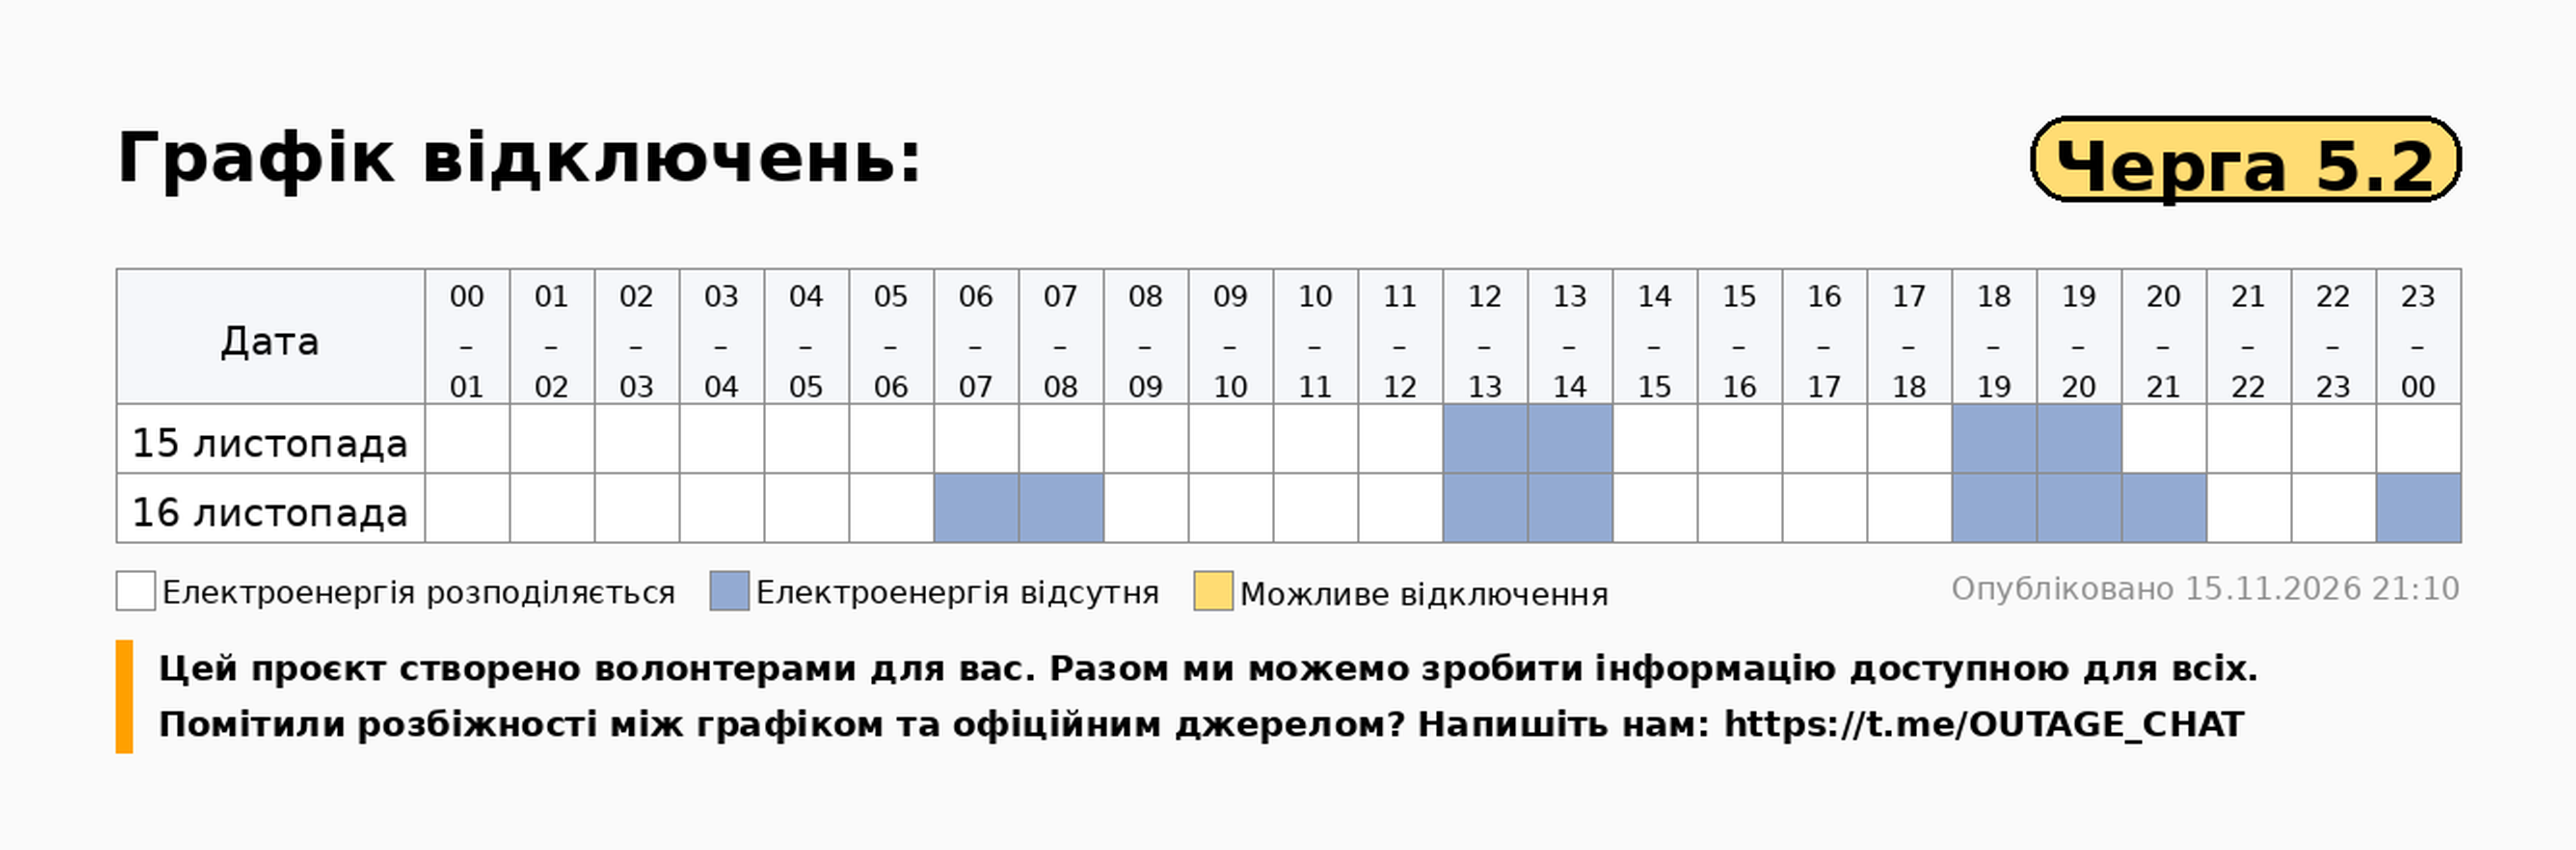 Графік відключень:
Черга 5.2
Дата
00 – 01
01 – 02
02 – 03
03 – 04
04 – 05
05 – 06
06 – 07
07 – 08
08 – 09
09 – 10
10 – 11
11 – 12
12 – 13
13 – 14
14 – 15
15 – 16
16 – 17
17 – 18
18 – 19
19 – 20
20 – 21
21 – 22
22 – 23
23 – 00
15 листопада
16 листопада
Електроенергія розподіляється
Електроенергія відсутня
Можливе відключення
Опубліковано 15.11.2026 21:10
Цей проєкт створено волонтерами для вас. Разом ми можемо зробити інформацію доступною для всіх.
Помітили розбіжності між графіком та офіційним джерелом? Напишіть нам: https://t.me/OUTAGE_CHAT